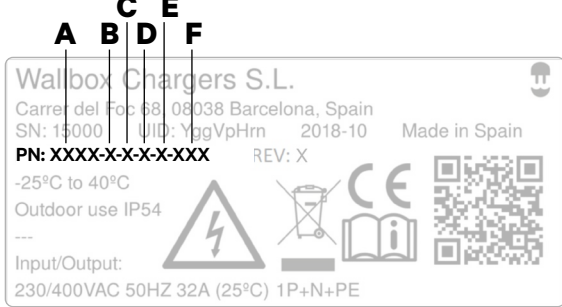 A B C D E F
Wallbox Chargers S.L.
Carrer del Foc 68, 08038 Barcelona, Spain
SN: 15000 UID: YggVpHrn 2018-10 Made in Spain
PN: XXXX-X-X-X-X-XXX REV: X
-25ºC to 40ºC
Outdoor use IP54
---
Input/Output:
230/400VAC 50HZ 32A (25ºC) 1P+N+PE